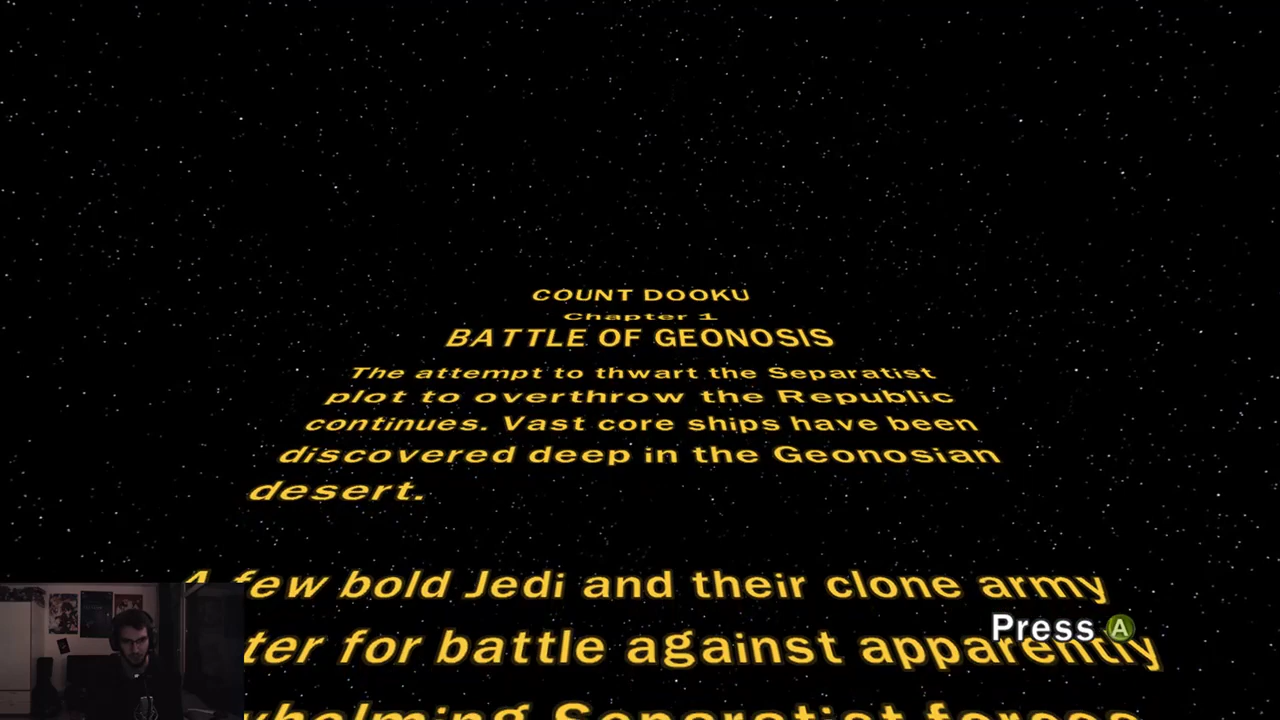 COUNT DOOKU
Chapter 1
BATTLE OF GEONOSIS
The attempt to thwart the Separatist
plot to overthrow the Republic
continues. Vast core ships have been
discovered deep in the Geonosian
desert.
A few bold Jedi and their clone army
for battle against apparently
Separatist forces
Press A